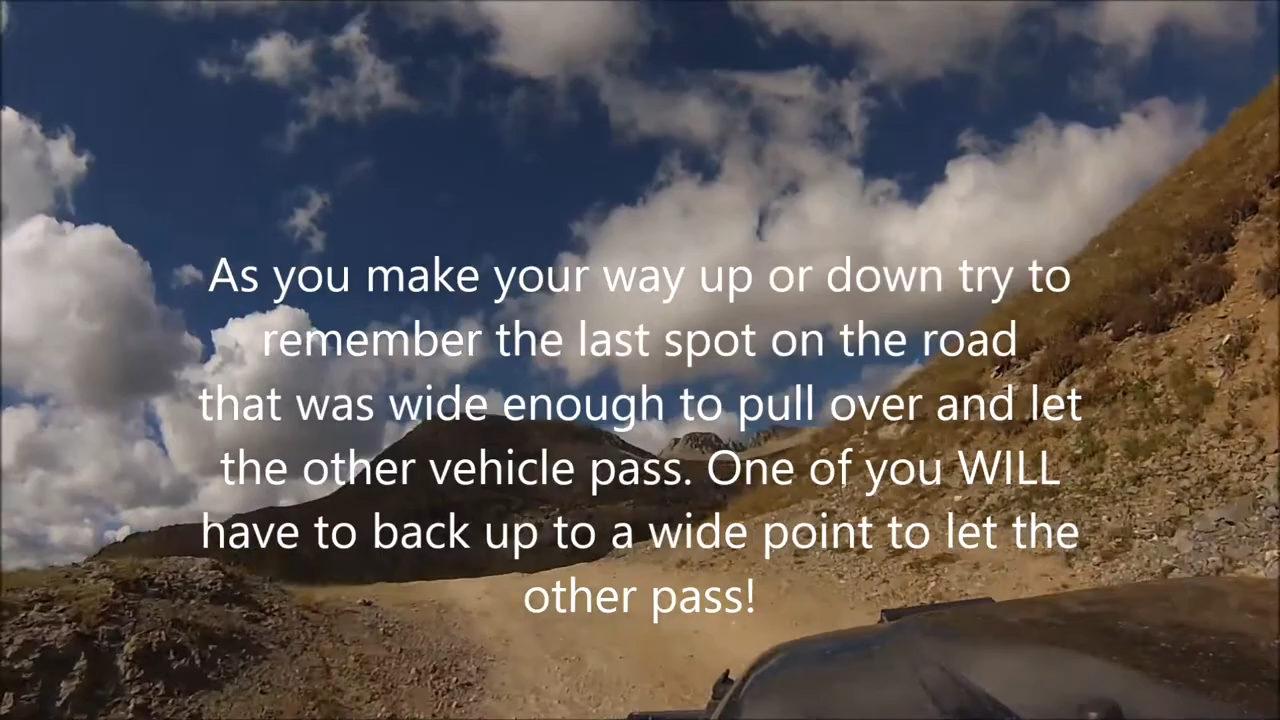 As you make your way up or down try to
remember the last spot on the road
that was wide enough to pull over and let
the other vehicle pass. One of you WILL
have to back up to a wide point to let the
other pass!